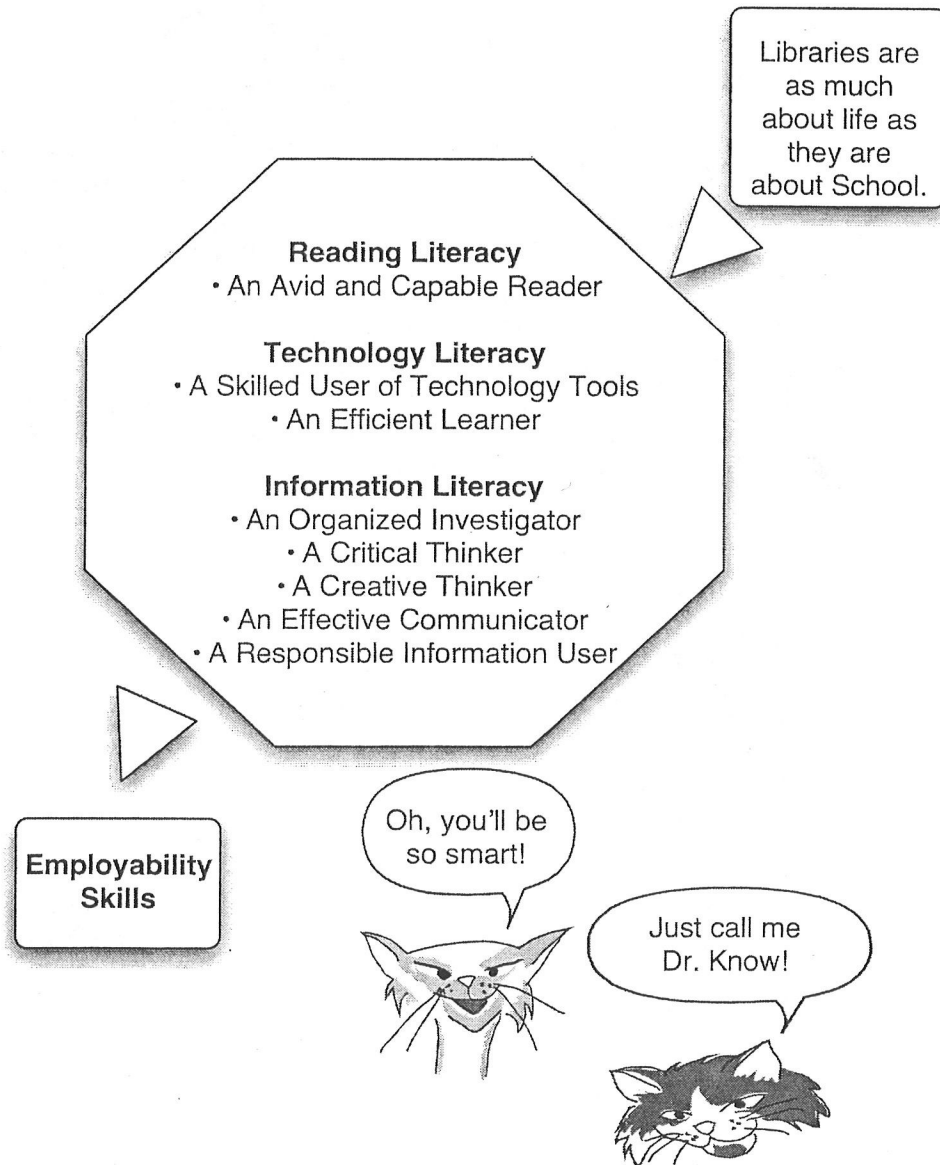 Libraries are
as much
about life as
they are
about School.
Reading Literacy
• An Avid and Capable Reader
Technology Literacy
• A Skilled User of Technology Tools
• An Efficient Learner
Information Literacy
• An Organized Investigator
• A Critical Thinker
• A Creative Thinker
• An Effective Communicator
• A Responsible Information User
Employability
Skills
Oh, you'll be
so smart!
Just call me
Dr. Know!